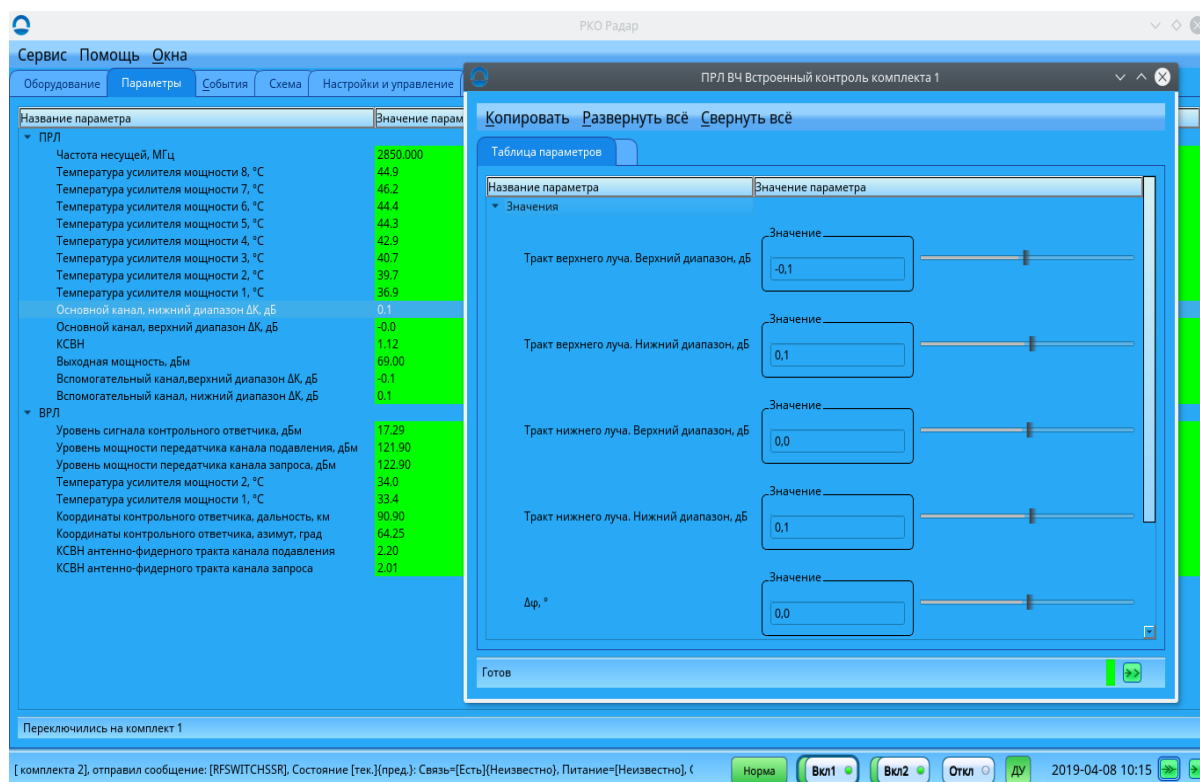 РКО Радар
Сервис Помощь Окна
Оборудование Параметры События Схема Настройки и управление
Название параметра Значение парам
ПРЛ
Частота несущей, МГц 2850.000
Температура усилителя мощности 8, °С 44.9
Температура усилителя мощности 7, °С 46.2
Температура усилителя мощности 6, °С 44.4
Температура усилителя мощности 5, °С 44.3
Температура усилителя мощности 4, °С 42.9
Температура усилителя мощности 3, °С 40.7
Температура усилителя мощности 2, °С 39.7
Температура усилителя мощности 1, °С 36.9
Основной канал, нижний диапазон ΔК, дБ 0.1
Основной канал, верхний диапазон ΔК, дБ -0.0
КСВН 1.12
Выходная мощность, дБм 69.00
Вспомогательный канал,верхний диапазон ΔК, дБ -0.1
Вспомогательный канал, нижний диапазон ΔК, дБ 0.1
ВРЛ
Уровень сигнала контрольного ответчика, дБм 17.29
Уровень мощности передатчика канала подавления, дБм 121.90
Уровень мощности передатчика канала запроса, дБм 122.90
Температура усилителя мощности 2, °С 34.0
Температура усилителя мощности 1, °С 33.4
Координаты контрольного ответчика, дальность, км 90.90
Координаты контрольного ответчика, азимут, град 64.25
КСВН антенно-фидерного тракта канала подавления 2.20
КСВН антенно-фидерного тракта канала запроса 2.01
ПРЛ ВЧ Встроенный контроль комплекта 1
Копировать Развернуть всё Свернуть всё
Таблица параметров
Название параметра Значение параметра
Значения
Значение
Тракт верхнего луча. Верхний диапазон, дБ -0,1
Значение
Тракт верхнего луча. Нижний диапазон, дБ 0,1
Значение
Тракт нижнего луча. Верхний диапазон, дБ 0,0
Значение
Тракт нижнего луча. Нижний диапазон, дБ 0,1
Значение
Δφ, ° 0,0
Готов
Переключились на комплект 1
[ комплекта 2], отправил сообщение: [RFSWITCHSSR], Состояние [тек.]{пред.}: Связь=[Есть]{Неизвестно}, Питание=[Неизвестно], Норма Вкл1 Вкл2 Откл ДУ 2019-04-08 10:15